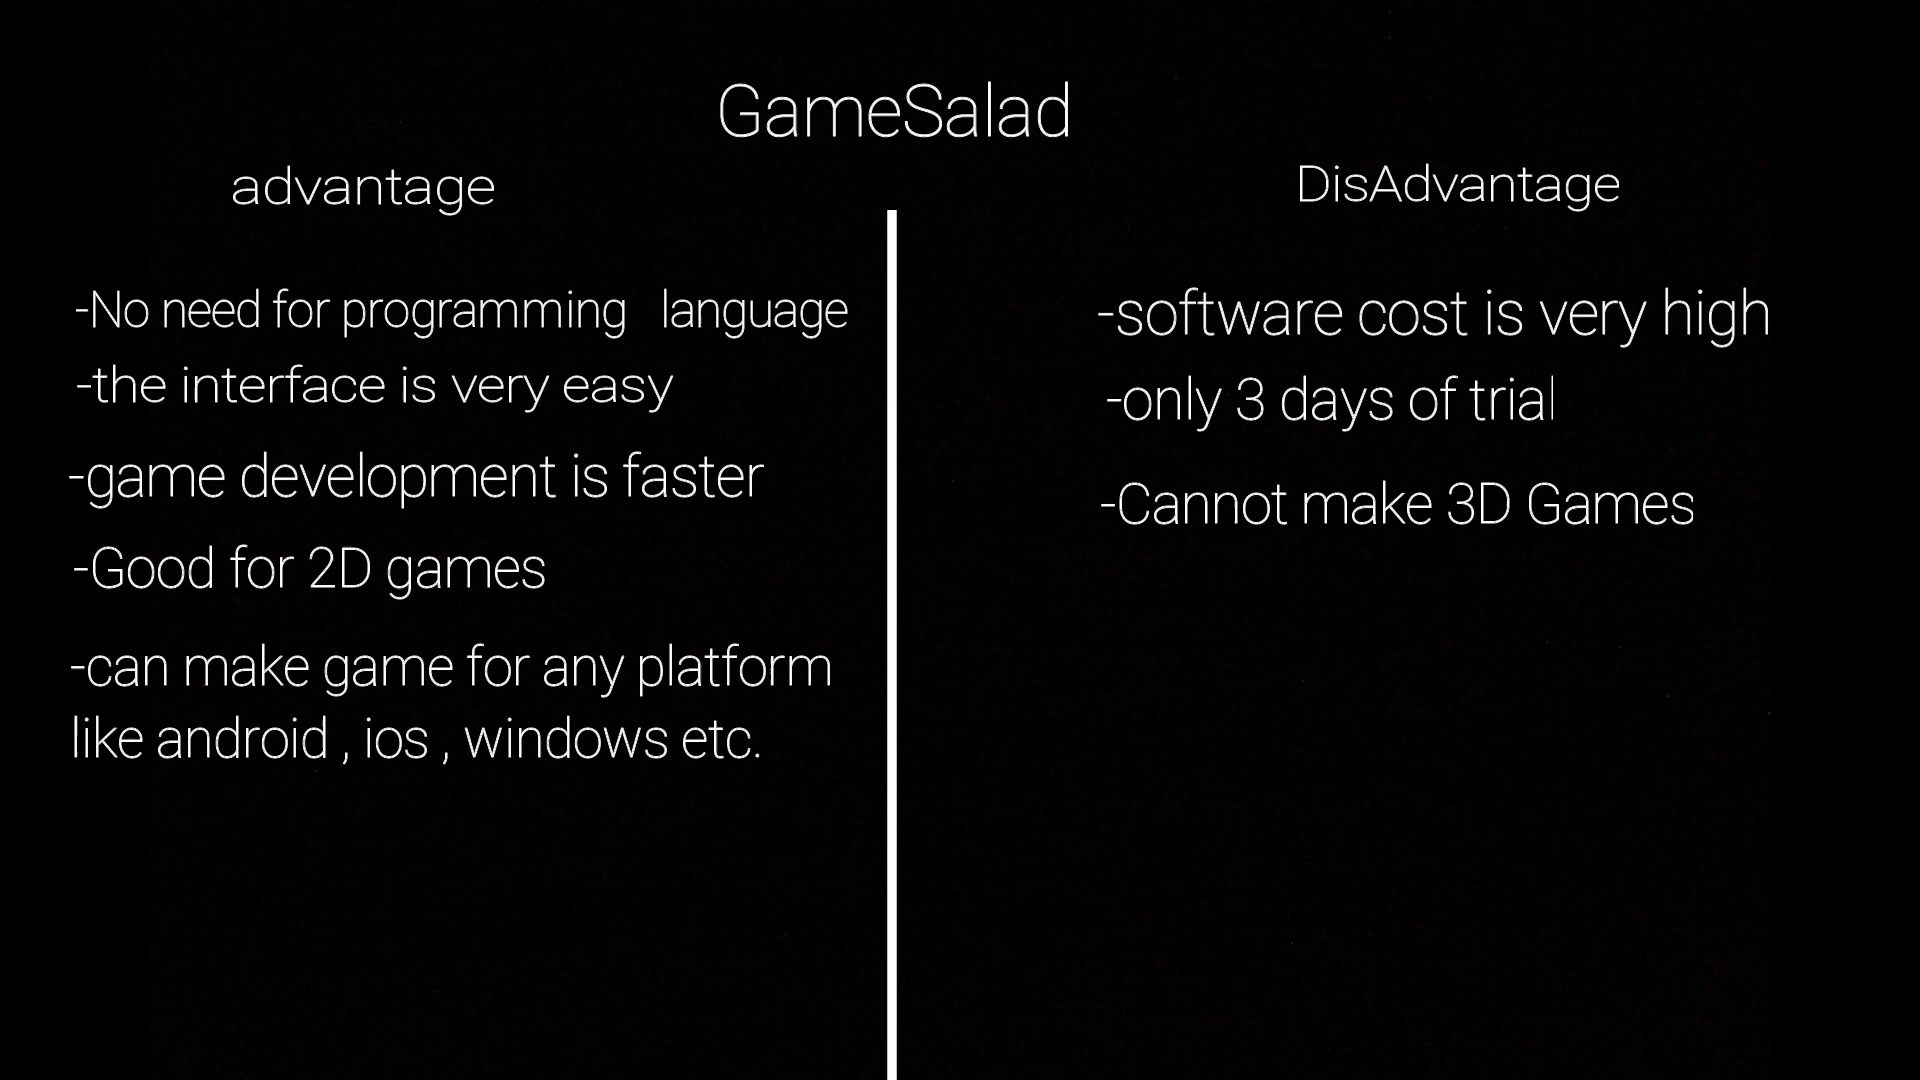 GameSalad
advantage
-No need for programming language
-the interface is very easy
-game development is faster
-Good for 2D games
-can make game for any platform
like android , ios , windows etc.
DisAdvantage
-software cost is very high
-only 3 days of trial
-Cannot make 3D Games